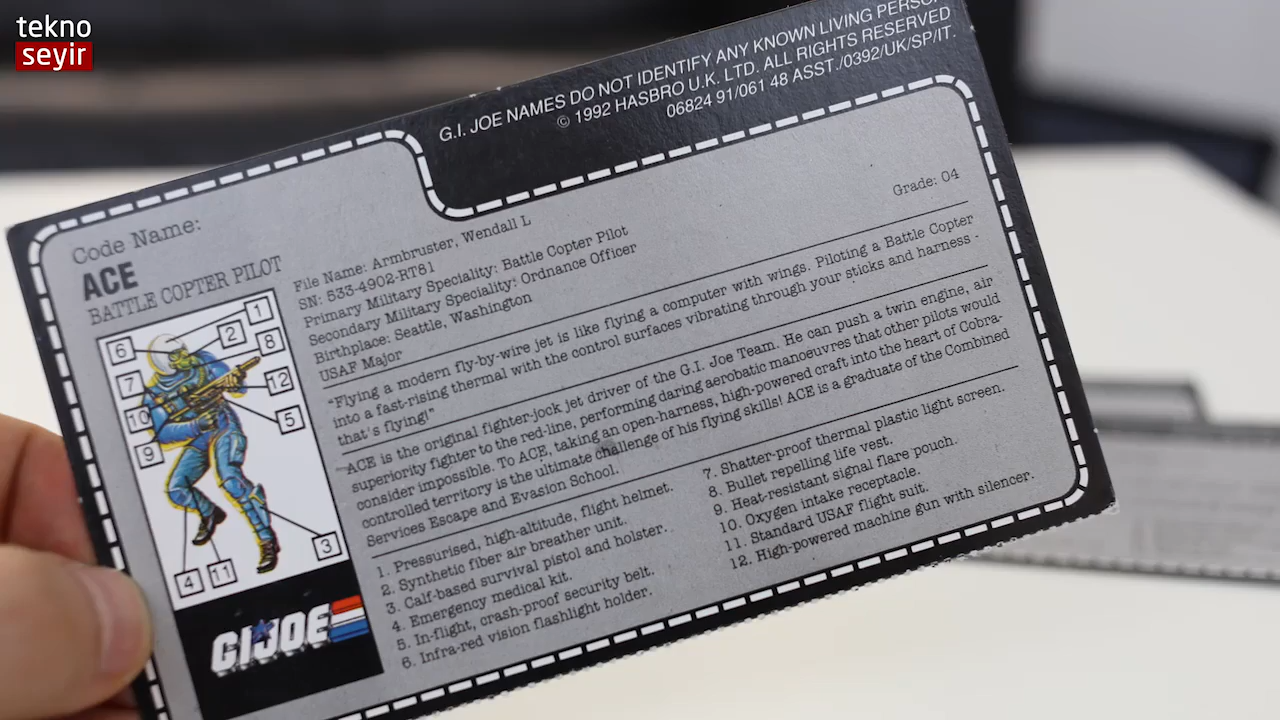 tekno
seyir
G.I. JOE NAMES DO NOT IDENTIFY ANY KNOWN LIVING PERSO
© 1992 HASBRO U.K. LTD. ALL RIGHTS RESERVED
06824 91/061 48 ASST./0392/UK/SP/IT.
Code Name:
ACE
BATTLE COPTER PILOT
File Name: Armbruster, Wendall L
SN: 533-4902-RT81
Grade: 04
Primary Military Speciality: Battle Copter Pilot
Secondary Military Speciality: Ordnance Officer
Birthplace: Seattle, Washington
USAF Major
"Flying a modern fly-by-wire jet is like flying a computer with wings. Piloting a Battle Copter
into a fast-rising thermal with the control surfaces vibrating through your sticks and harness -
that's flying!"
ACE is the original fighter-jock jet driver of the G.I. Joe Team. He can push a twin engine, air
superiority fighter to the red-line, performing daring aerobatic manoeuvres that other pilots would
consider impossible. To ACE, taking an open-harness, high-powered craft into the heart of Cobra-
controlled territory is the ultimate challenge of his flying skills! ACE is a graduate of the Combined
Services Escape and Evasion School.
1. Pressurised, high-altitude, flight helmet.
2. Synthetic fiber air breather unit.
3. Calf-based survival pistol and holster.
4. Emergency medical kit.
5. In-flight, crash-proof security belt.
6. Infra-red vision flashlight holder.
7. Shatter-proof thermal plastic light screen.
8. Bullet repelling life vest.
9. Heat-resistant signal flare pouch.
10. Oxygen intake receptacle.
11. Standard USAF flight suit.
12. High-powered machine gun with silencer.
1
2
6
8
7
12
10
5
9
3
4
11
GI JOE